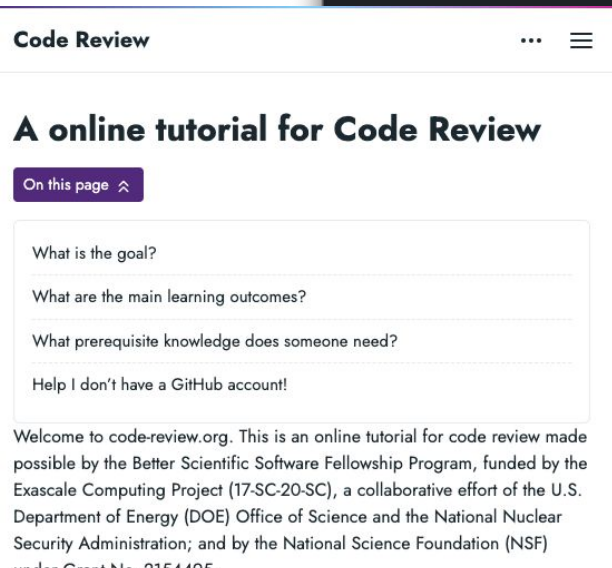 Code Review
A online tutorial for Code Review
On this page
What is the goal?
What are the main learning outcomes?
What prerequisite knowledge does someone need?
Help I don't have a GitHub account!
Welcome to code-review.org. This is an online tutorial for code review made
possible by the Better Scientific Software Fellowship Program, funded by the
Exascale Computing Project (17-SC-20-SC), a collaborative effort of the U.S.
Department of Energy (DOE) Office of Science and the National Nuclear
Security Administration; and by the National Science Foundation (NSF)
under Grant No. 2154495